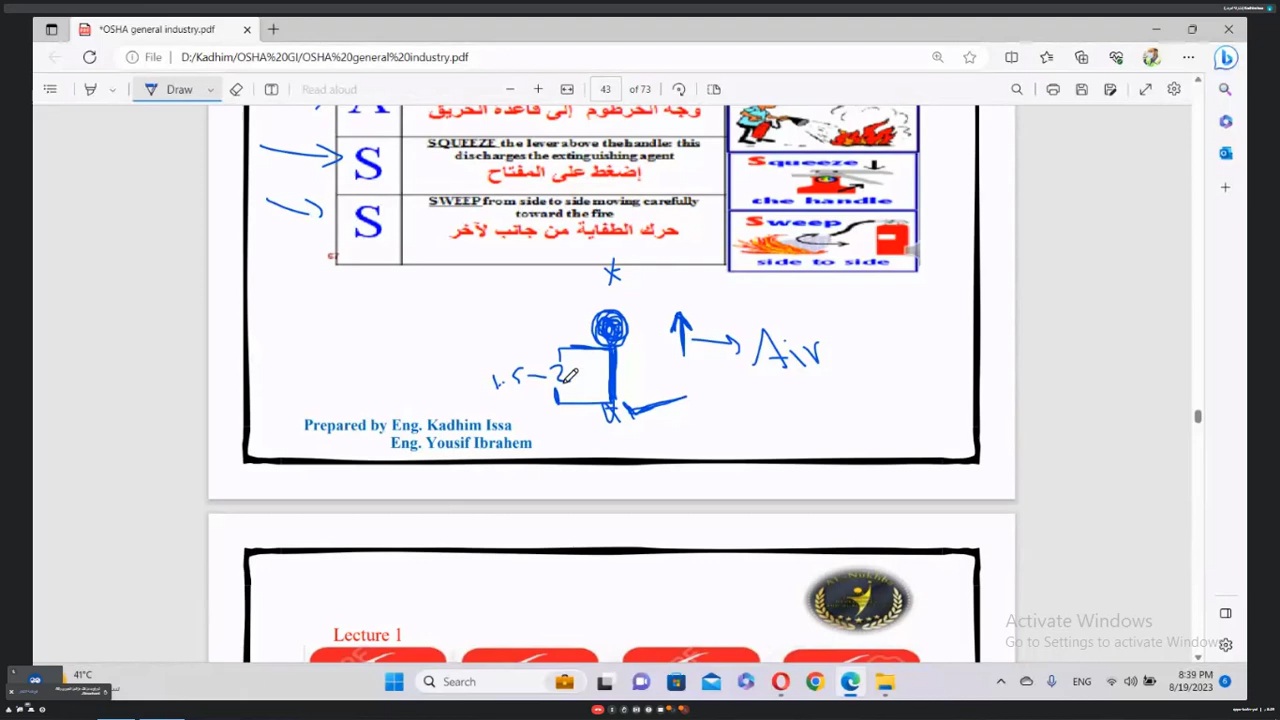 *OSHA general industry.pdf
File
D:/Kadhim/OSHA%20GI/OSHA%20general%20industry.pdf
Draw
Read aloud
43 of 73
A
وجه الخرطوم إلى قاعدة الحريق
S
SQUEEZE the lever above thehandle: this
discharges the extinguishing agent
إضغط على المفتاح
Squeeze
the handle
S
SWEEP from side to side moving carefully
toward the fire
حرك الطفاية من جانب لآخر
Sweep
side to side
Air
1.5 - 2
Prepared by Eng. Kadhim Issa
Eng. Yousif Ibrahem
Lecture 1
Activate Windows
Go to Settings to activate Windows.
41°C
Search
ENG
8:39 PM
8/19/2023